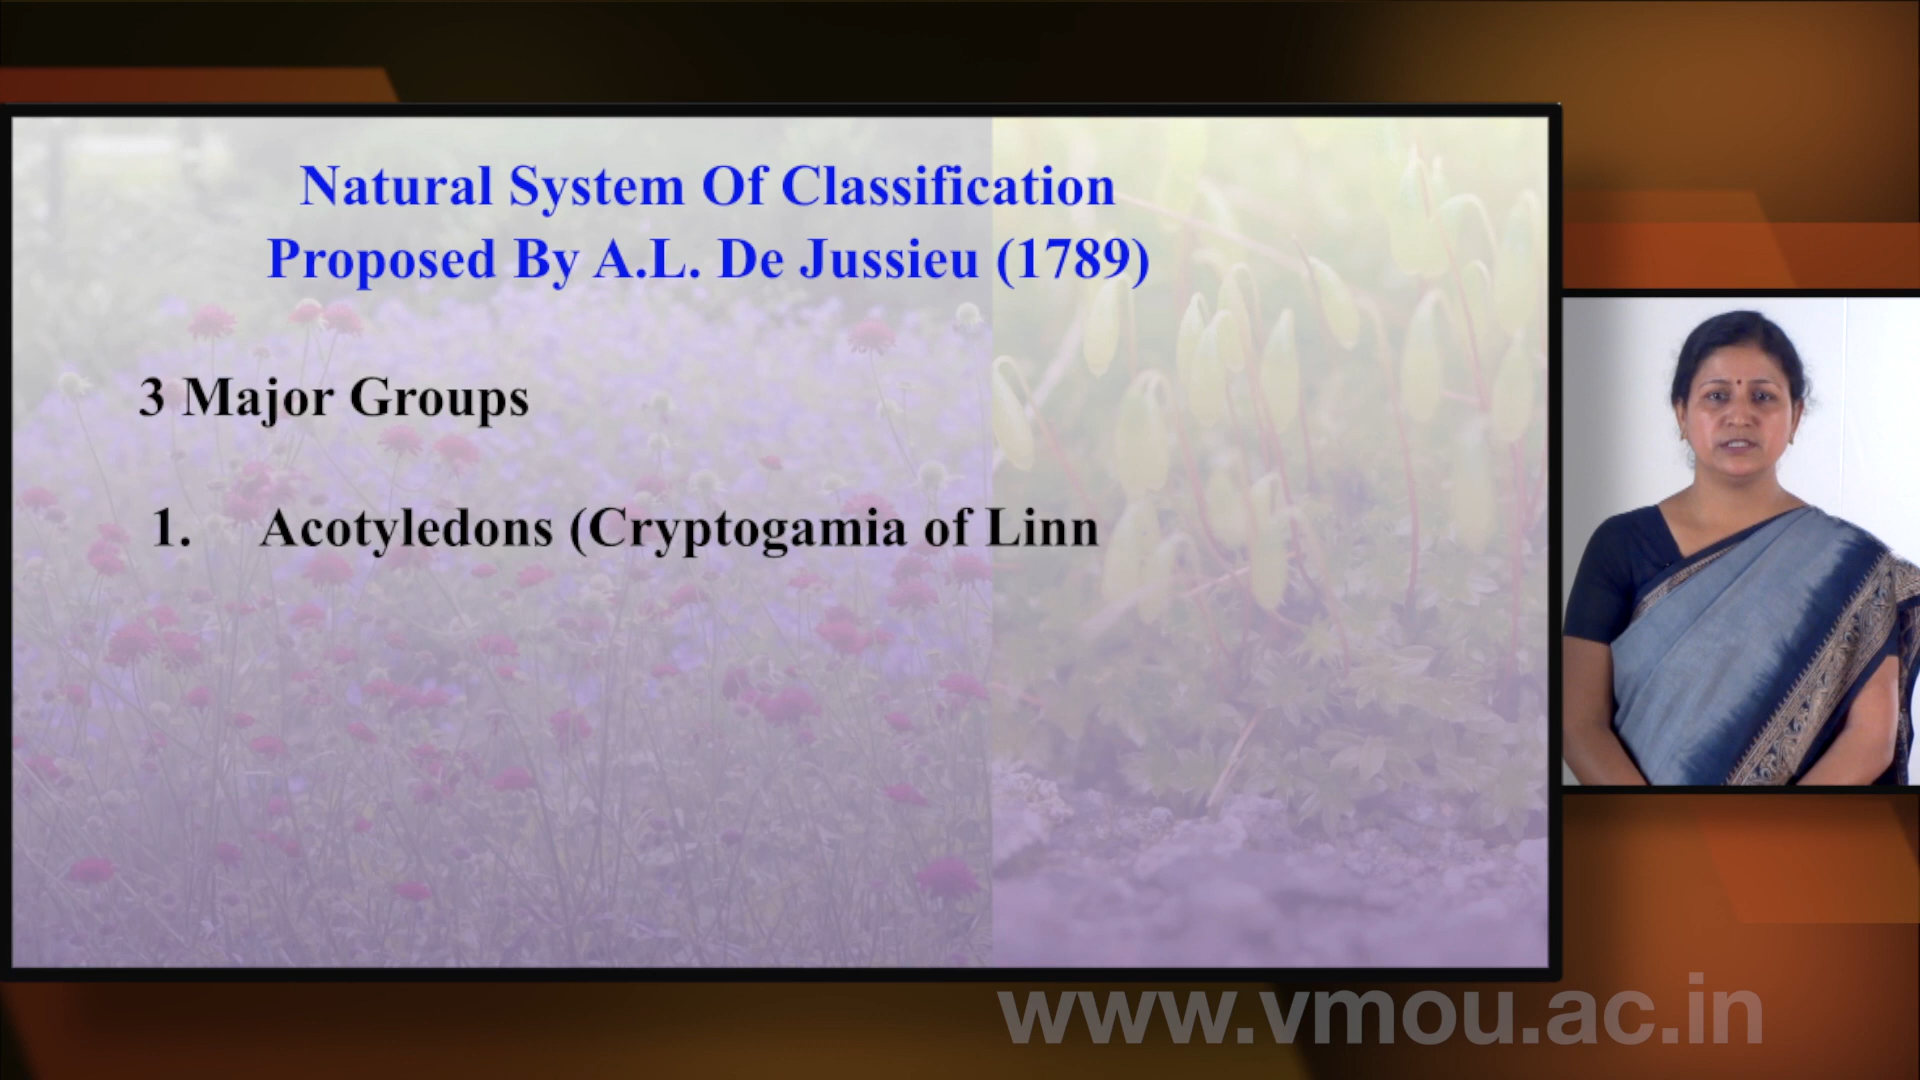 Natural System Of Classification
Proposed By A.L. De Jussieu (1789)
3 Major Groups
1. Acotyledons (Cryptogamia of Linn
www.vmou.ac.in